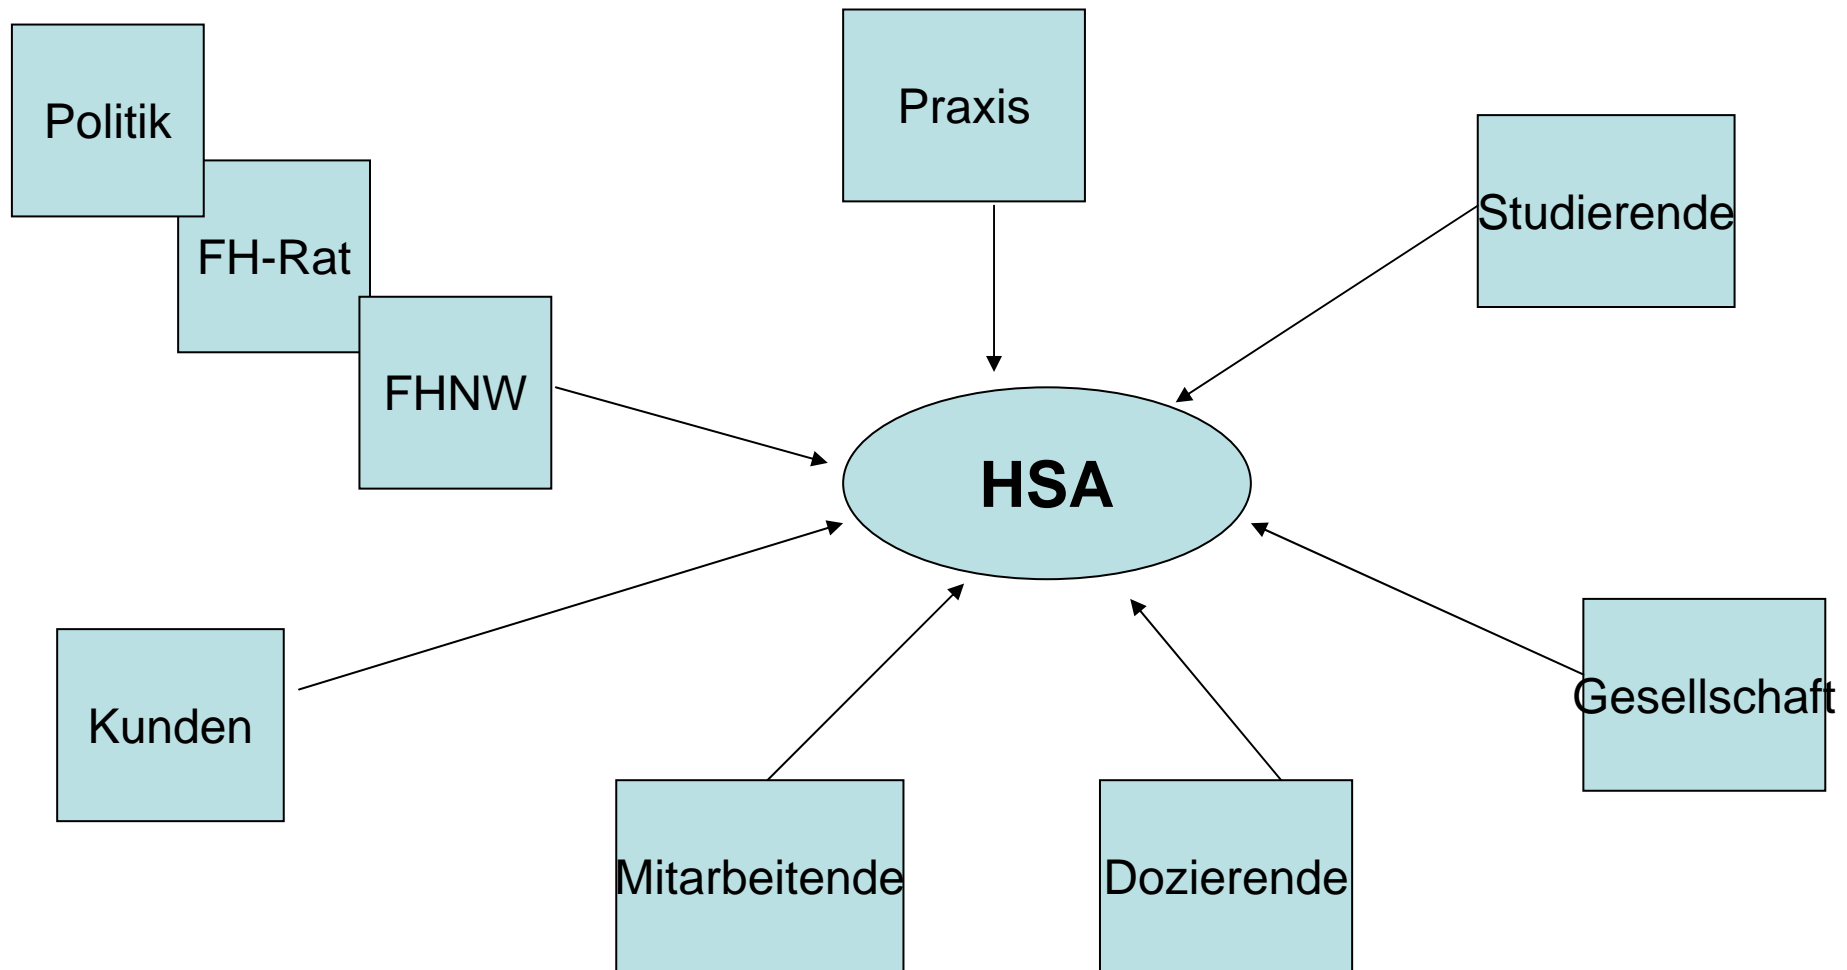 Politik
Praxis
Studierende
FH-Rat
FHNW
HSA
Kunden
Gesellschaft
Mitarbeitende
Dozierende